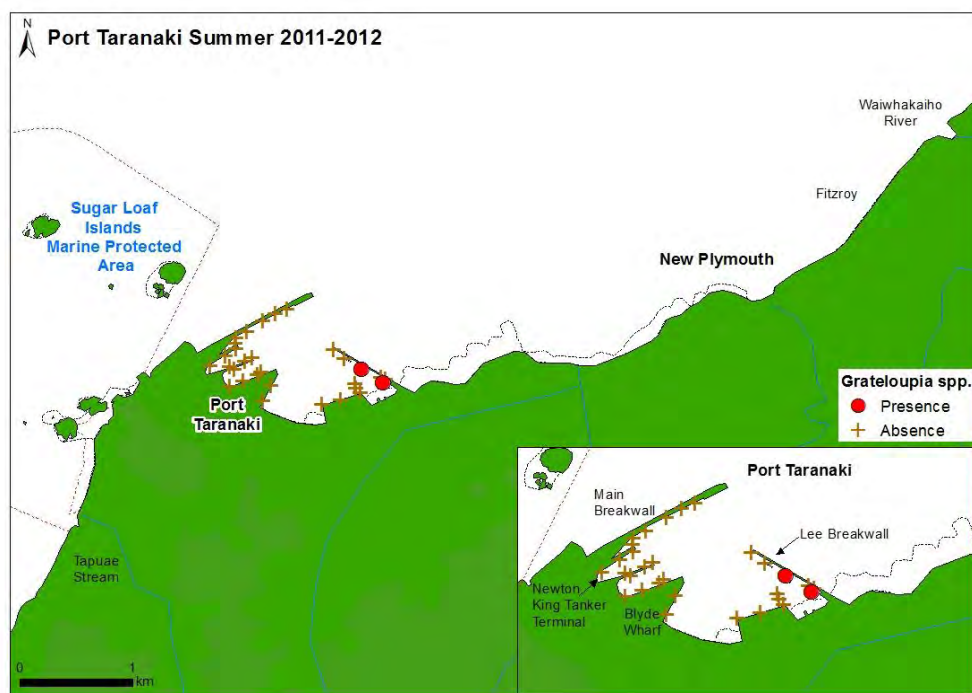 N
Port Taranaki Summer 2011-2012
Waiwhakaiho
River
Fitzroy
Sugar Loaf
Islands
Marine Protected
Area
New Plymouth
Port
Taranaki
Grateloupia spp.
Presence
Absence
Tapuae
Stream
0 1
km
Port Taranaki
Main
Breakwall
Lee Breakwall
Newton
King Tanker
Terminal
Blyde
Wharf